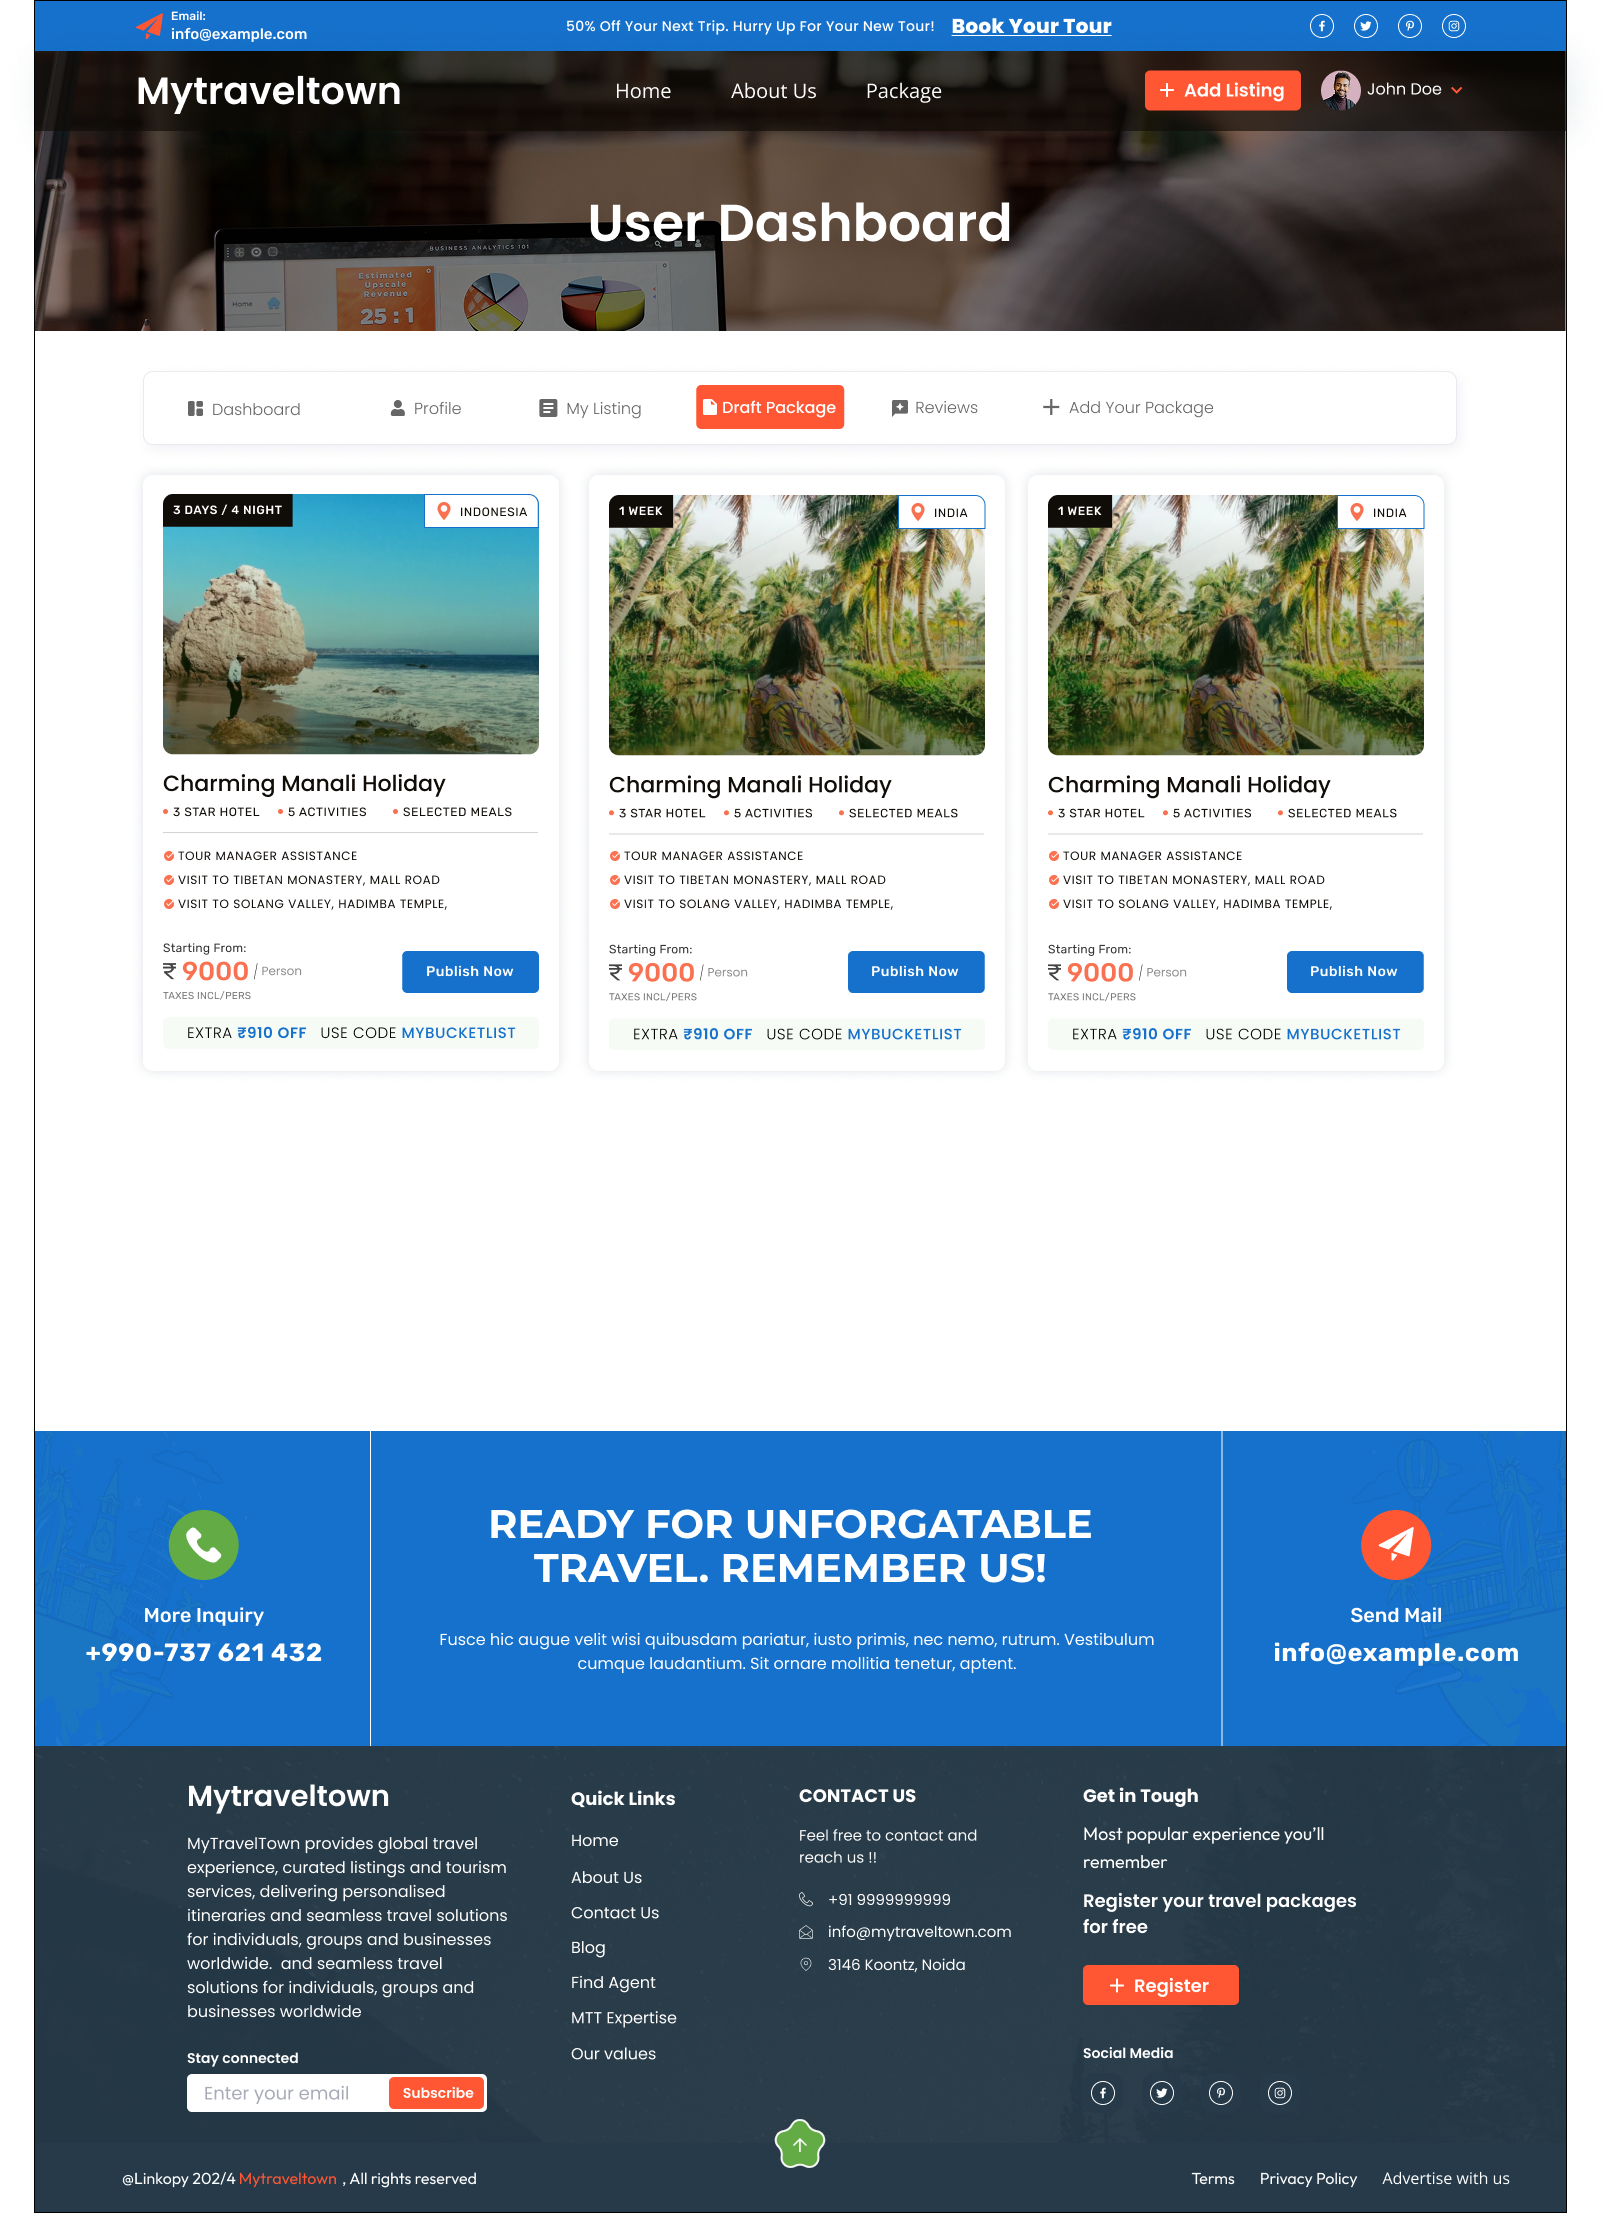 Email:
info@example.com
50% Off Your Next Trip. Hurry Up For Your New Tour! Book Your Tour
Mytraveltown
Home About Us Package
+ Add Listing
John Doe
User Dashboard
BUSINESS ANALYTICS 101
Estimated
Upscale
Revenue
25 : 1
Home
Dashboard Profile My Listing Draft Package Reviews + Add Your Package
3 DAYS / 4 NIGHT
INDONESIA
Charming Manali Holiday
• 3 STAR HOTEL • 5 ACTIVITIES • SELECTED MEALS
TOUR MANAGER ASSISTANCE
VISIT TO TIBETAN MONASTERY, MALL ROAD
VISIT TO SOLANG VALLEY, HADIMBA TEMPLE,
Starting From:
₹ 9000 / Person
TAXES INCL/PERS
Publish Now
EXTRA ₹910 OFF USE CODE MYBUCKETLIST
1 WEEK
INDIA
Charming Manali Holiday
• 3 STAR HOTEL • 5 ACTIVITIES • SELECTED MEALS
TOUR MANAGER ASSISTANCE
VISIT TO TIBETAN MONASTERY, MALL ROAD
VISIT TO SOLANG VALLEY, HADIMBA TEMPLE,
Starting From:
₹ 9000 / Person
TAXES INCL/PERS
Publish Now
EXTRA ₹910 OFF USE CODE MYBUCKETLIST
1 WEEK
INDIA
Charming Manali Holiday
• 3 STAR HOTEL • 5 ACTIVITIES • SELECTED MEALS
TOUR MANAGER ASSISTANCE
VISIT TO TIBETAN MONASTERY, MALL ROAD
VISIT TO SOLANG VALLEY, HADIMBA TEMPLE,
Starting From:
₹ 9000 / Person
TAXES INCL/PERS
Publish Now
EXTRA ₹910 OFF USE CODE MYBUCKETLIST
More Inquiry
+990-737 621 432
READY FOR UNFORGATABLE
TRAVEL. REMEMBER US!
Fusce hic augue velit wisi quibusdam pariatur, iusto primis, nec nemo, rutrum. Vestibulum
cumque laudantium. Sit ornare mollitia tenetur, aptent.
Send Mail
info@example.com
Mytraveltown
MyTravelTown provides global travel
experience, curated listings and tourism
services, delivering personalised
itineraries and seamless travel solutions
for individuals, groups and businesses
worldwide. and seamless travel
solutions for individuals, groups and
businesses worldwide
Stay connected
Enter your email
Subscribe
Quick Links
Home
About Us
Contact Us
Blog
Find Agent
MTT Expertise
Our values
CONTACT US
Feel free to contact and
reach us !!
+91 9999999999
info@mytraveltown.com
3146 Koontz, Noida
Get in Tough
Most popular experience you'll
remember
Register your travel packages
for free
+ Register
Social Media
@Linkopy 202/4 Mytraveltown , All rights reserved
Terms Privacy Policy Advertise with us